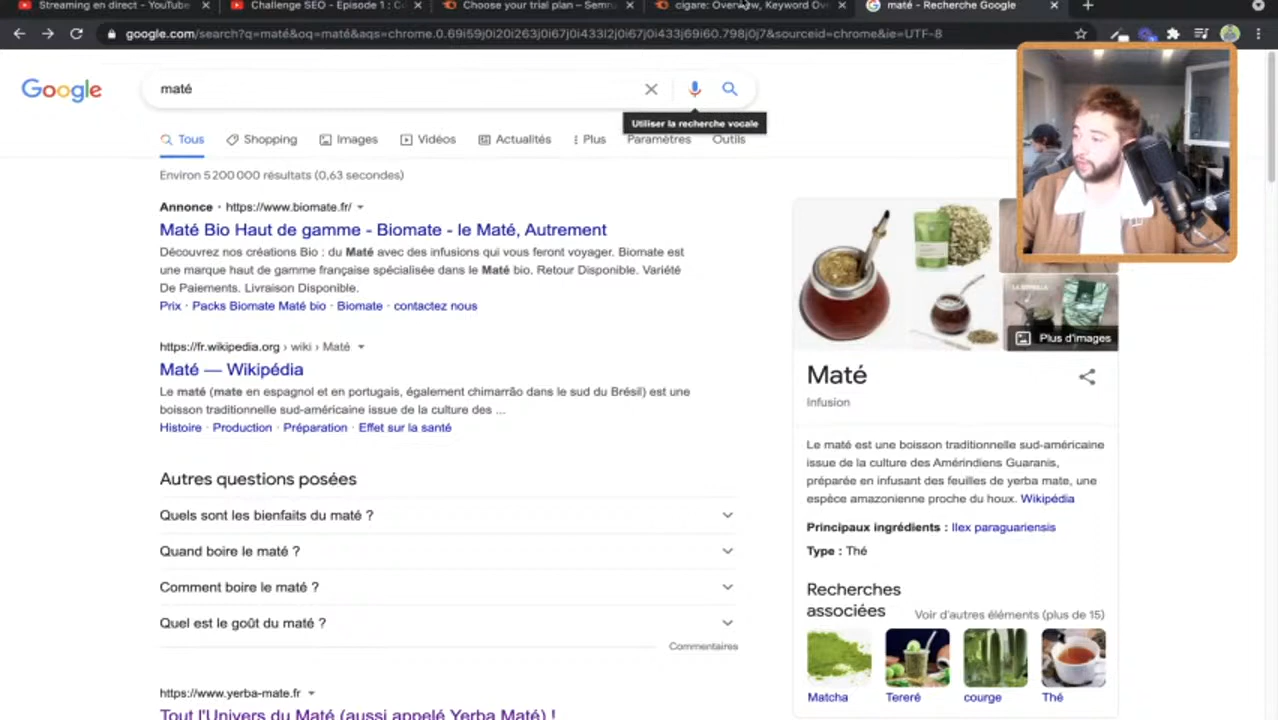 Streaming en direct - YouTube
Challenge SEO - Episode 1 : C
Choose your trial plan – Semr
cigare: Overview, Keyword Ov
maté - Recherche Google
google.com/search?q=maté&oq=maté&aqs=chrome.0.69i59j0i20i263j0i67j0i433l2j0i67j0i433j69i60.798j0j7&sourceid=chrome&ie=UTF-8
Google
maté
Utiliser la recherche vocale
Tous
Shopping
Images
Vidéos
Actualités
Plus
Paramètres
Outils
Environ 5 200 000 résultats (0,63 secondes)
Annonce · https://www.biomate.fr/
Maté Bio Haut de gamme - Biomate - le Maté, Autrement
Découvrez nos créations Bio : du Maté avec des infusions qui vous feront voyager. Biomate est
une marque haut de gamme française spécialisée dans le Maté bio. Retour Disponible. Variété
De Paiements. Livraison Disponible.
Prix · Packs Biomate Maté bio · Biomate · contactez nous
https://fr.wikipedia.org › wiki › Maté
Maté — Wikipédia
Le maté (mate en espagnol et en portugais, également chimarrão dans le sud du Brésil) est une
boisson traditionnelle sud-américaine issue de la culture des ...
Histoire · Production · Préparation · Effet sur la santé
Autres questions posées
Quels sont les bienfaits du maté ?
Quand boire le maté ?
Comment boire le maté ?
Quel est le goût du maté ?
Commentaires
https://www.yerba-mate.fr
Tout l'Univers du Maté (aussi appelé Yerba Maté) !
Plus d'images
Maté
Infusion
Le maté est une boisson traditionnelle sud-américaine
issue de la culture des Amérindiens Guaranis,
préparée en infusant des feuilles de yerba mate, une
espèce amazonienne proche du houx. Wikipédia
Principaux ingrédients : Ilex paraguariensis
Type : Thé
Recherches
associées
Voir d'autres éléments (plus de 15)
Matcha
Tereré
courge
Thé